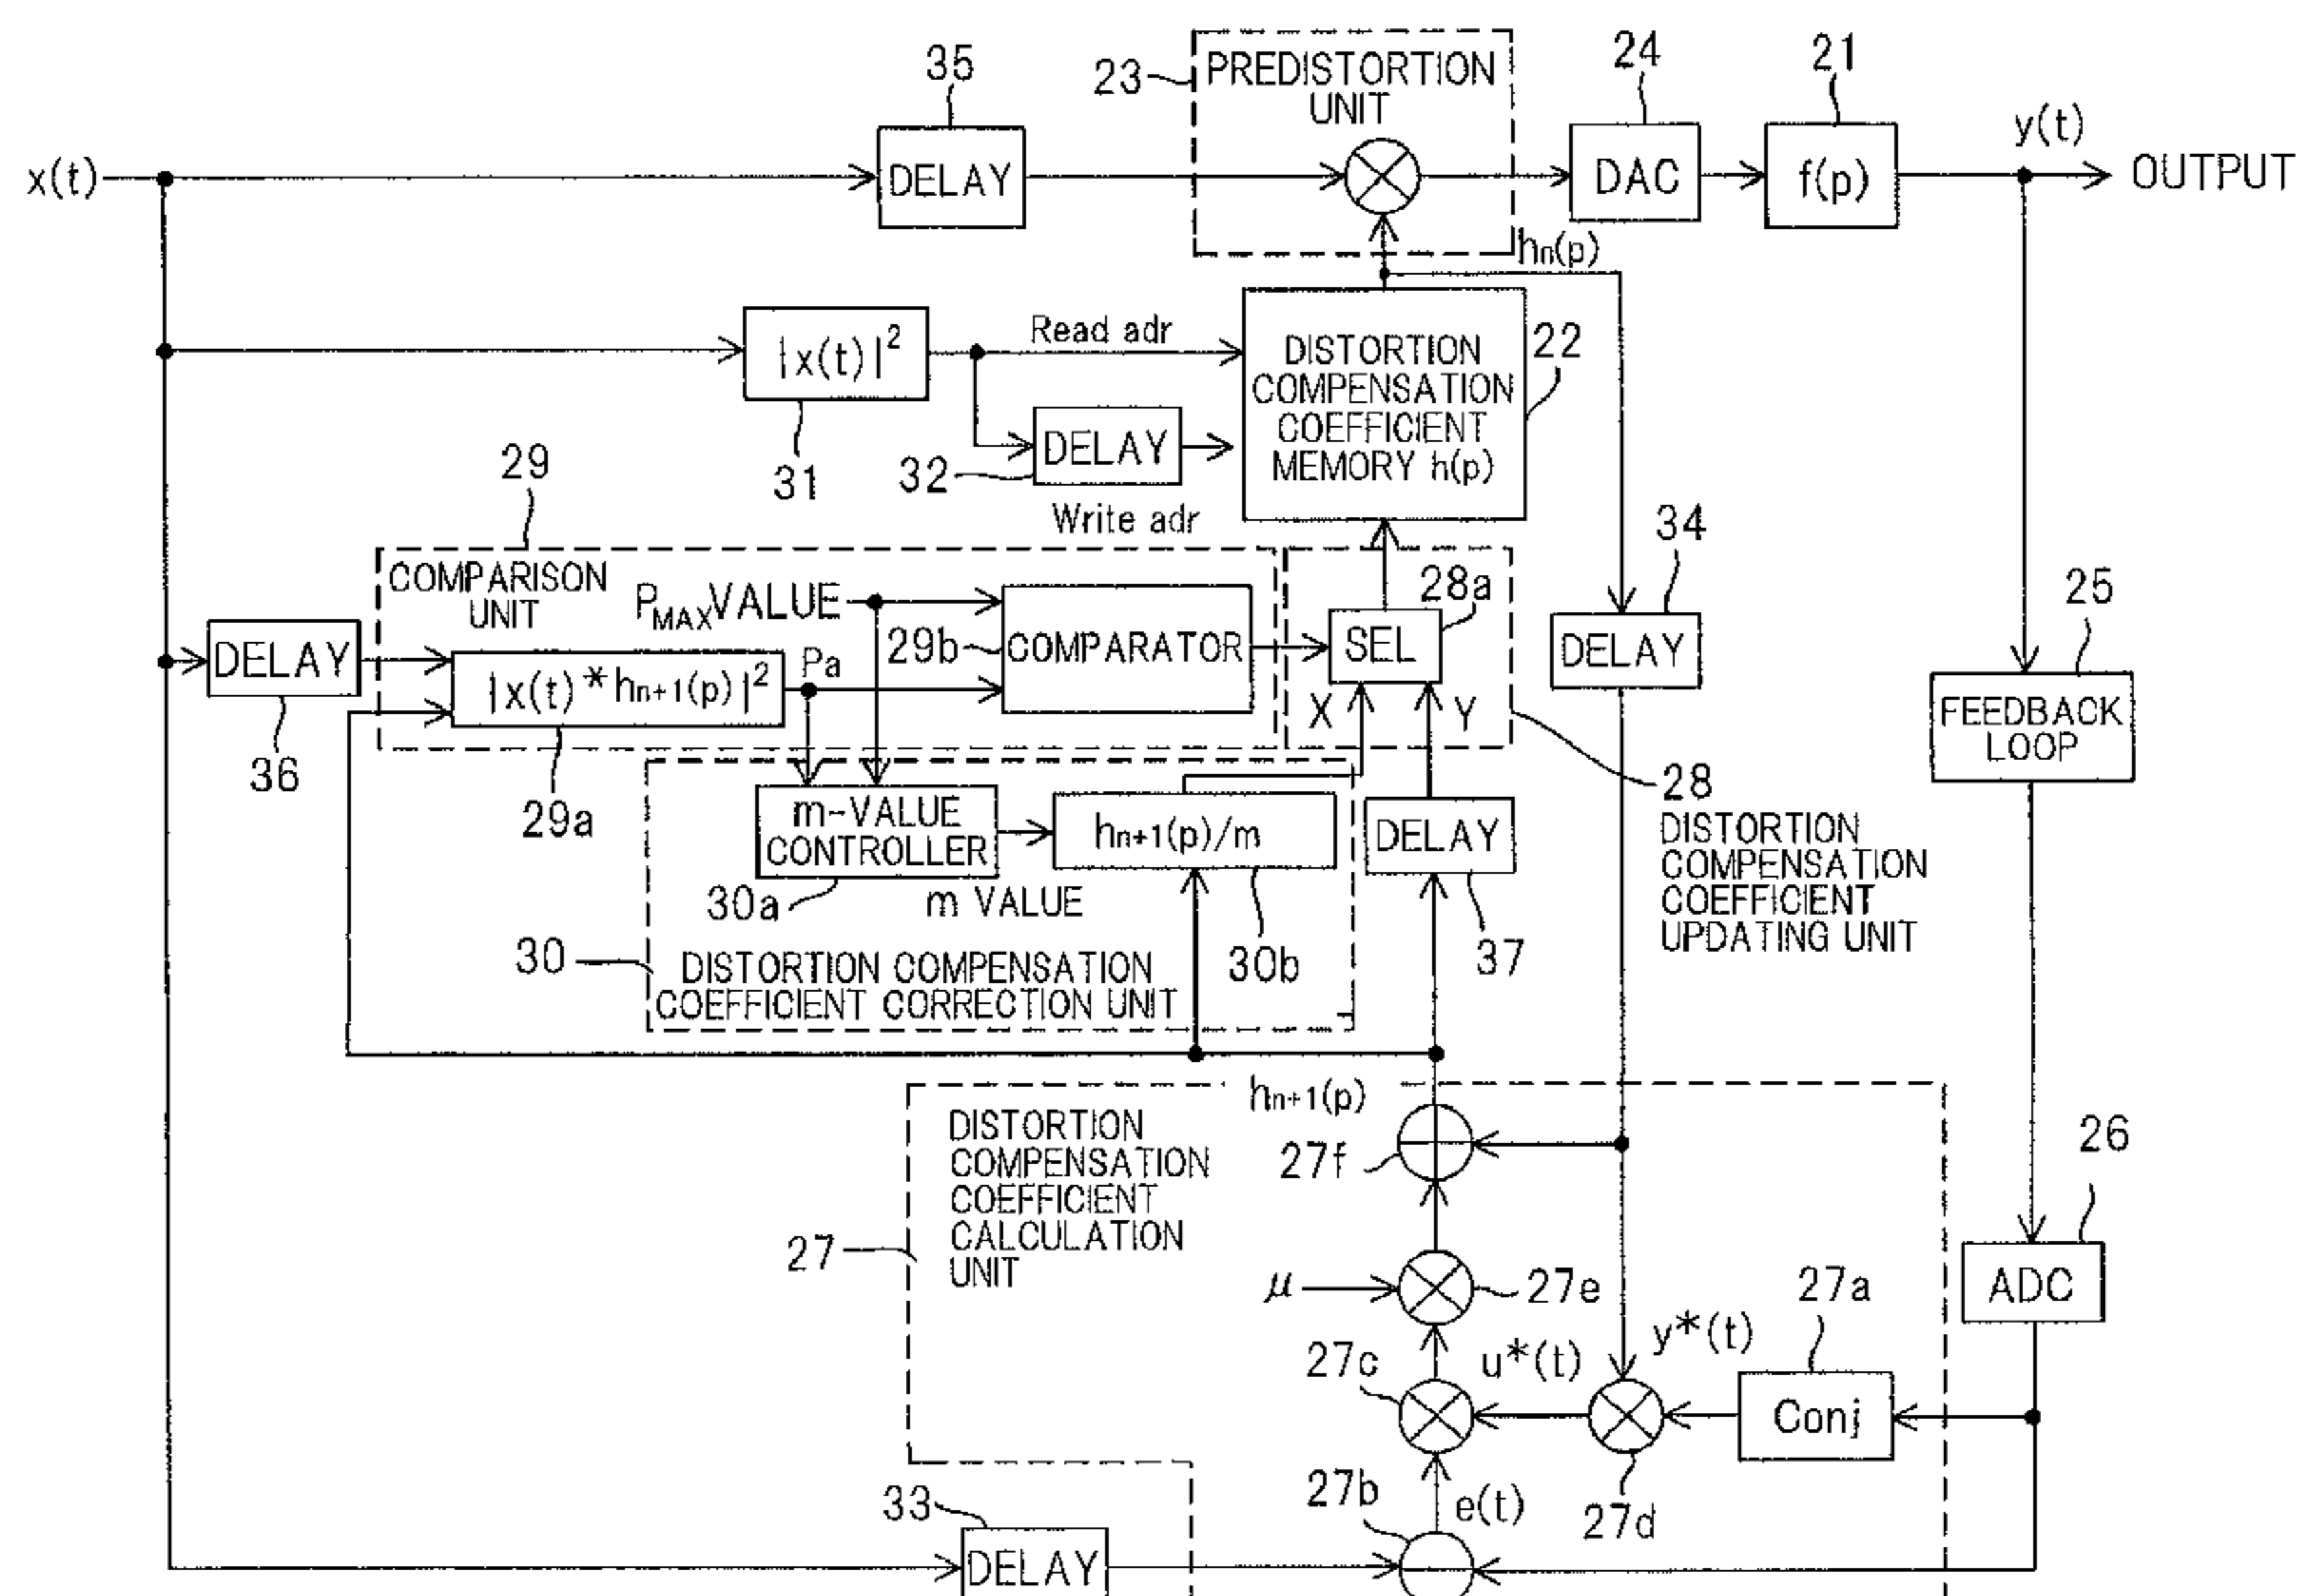 35
23
PREDISTORTION
UNIT
24
21
x(t)
DELAY
DAC
f(p)
y(t)
OUTPUT
hn(p)
|x(t)|²
31
Read adr
DELAY
32
Write adr
DISTORTION
COMPENSATION
COEFFICIENT
MEMORY h(p)
22
29
COMPARISON
UNIT
PMAX VALUE
29b
COMPARATOR
28a
SEL
X
Y
34
DELAY
25
FEEDBACK
LOOP
DELAY
36
|x(t)*hn+1(p)|²
29a
Pa
28
DISTORTION
COMPENSATION
COEFFICIENT
UPDATING UNIT
m-VALUE
CONTROLLER
30a
m VALUE
hn+1(p)/m
30b
DELAY
37
30
DISTORTION COMPENSATION
COEFFICIENT CORRECTION UNIT
hn+1(p)
27
DISTORTION
COMPENSATION
COEFFICIENT
CALCULATION
UNIT
27f
26
ADC
μ
27e
27c
u*(t)
y*(t)
27a
Conj
27d
27b
e(t)
33
DELAY